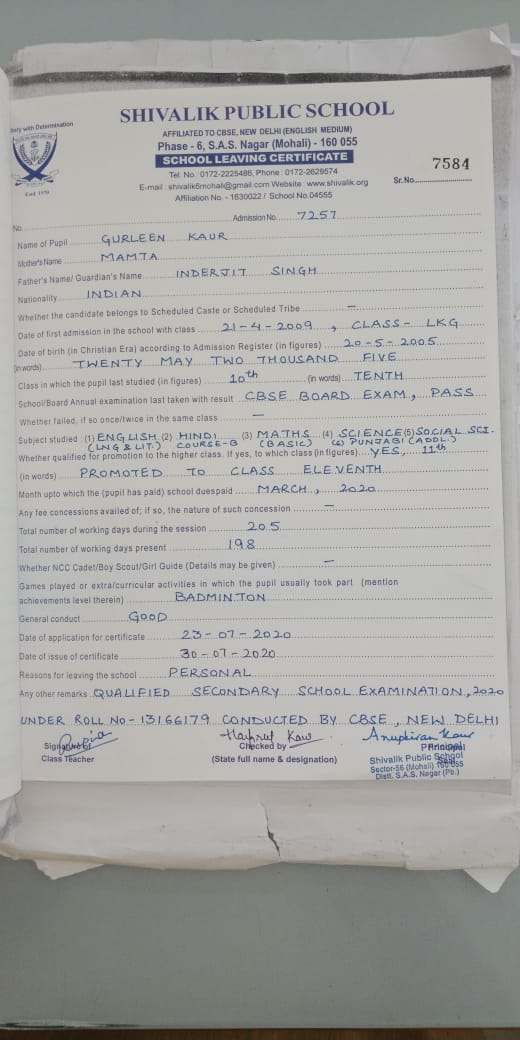 SHIVALIK PUBLIC SCHOOL
with Determination
AFFILIATED TO CBSE, NEW DELHI (ENGLISH MEDIUM)
Phase - 6, S.A.S. Nagar (Mohali) - 160 055
SCHOOL LEAVING CERTIFICATE
Tel. No.: 0172-2225486, Phone : 0172-2629574
E-mail : shivalik6mohali@gmail.com Website : www.shivalik.org
Affiliation No. - 1630022 / School No.04555
Estd. 1976
7584
Sr.No.
No. Admission No. 7257
Name of Pupil GURLEEN KAUR
Mother's Name MAMTA
Father's Name/ Guardian's Name INDERJIT SINGH
Nationality INDIAN
Whether the candidate belongs to Scheduled Caste or Scheduled Tribe —
Date of first admission in the school with class 21-4-2009, CLASS- LKG
Date of birth (in Christian Era) according to Admission Register (in figures) 20-5-2005
(in words) TWENTY MAY TWO THOUSAND FIVE
Class in which the pupil last studied (in figures) 10th (in words) TENTH
School/Board Annual examination last taken with result CBSE BOARD EXAM, PASS
Whether failed, if so once/twice in the same class —
Subject studied : (1) ENGLISH (2) HINDI (3) MATHS (4) SCIENCE (5) SOCIAL SCI.
(LNG & LIT.) COURSE-B (BASIC) (6) PUNJABI (ADDL.)
Whether qualified for promotion to the higher class. If yes, to which class (in figures) YES, 11th
(in words) PROMOTED TO CLASS ELEVENTH
Month upto which the (pupil has paid) school duespaid MARCH, 2020
Any fee concessions availed of; if so, the nature of such concession —
Total number of working days during the session 205
Total number of working days present 198
Whether NCC Cadet/Boy Scout/Girl Guide (Details may be given) —
Games played or extra/curricular activities in which the pupil usually took part (mention
achievements level therein) BADMINTON
General conduct GOOD
Date of application for certificate 23-07-2020
Date of issue of certificate 30-07-2020
Reasons for leaving the school PERSONAL
Any other remarks QUALIFIED SECONDARY SCHOOL EXAMINATION, 2020
UNDER ROLL No- 13166179 CONDUCTED BY CBSE, NEW DELHI
Harpreet Kaur Anupkiran Kaur
Signature of Checked by Principal
Class Teacher (State full name & designation) Seal
Principal
Shivalik Public School
Sector-56 (Mohali) 160 055
Distt. S.A.S. Nagar (Pb.)